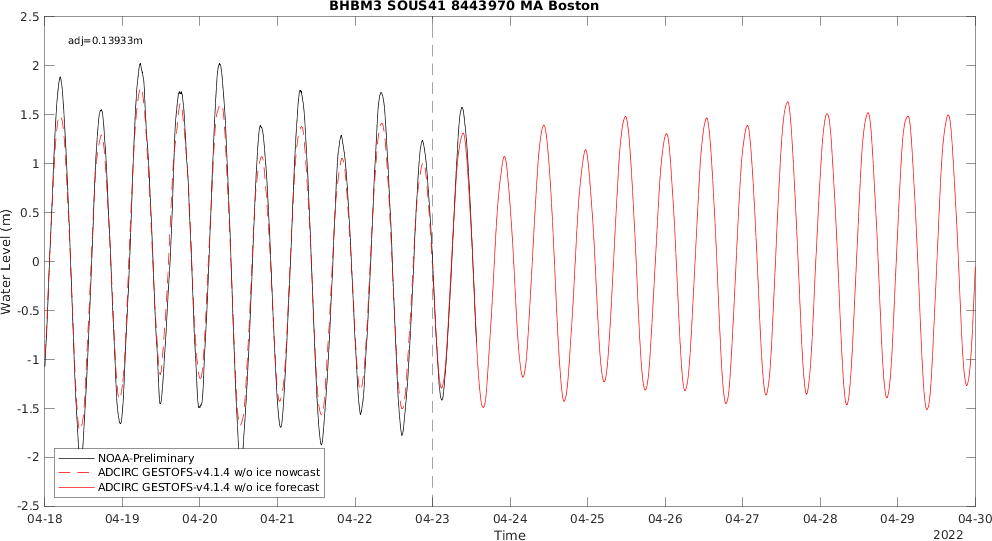 BHBM3 SOUS41 8443970 MA Boston
adj=0.13933m
2.5
2
1.5
1
0.5
0
-0.5
-1
-1.5
-2
-2.5
Water Level (m)
NOAA-Preliminary
ADCIRC GESTOFS-v4.1.4 w/o ice nowcast
ADCIRC GESTOFS-v4.1.4 w/o ice forecast
04-18 04-19 04-20 04-21 04-22 04-23 04-24 04-25 04-26 04-27 04-28 04-29 04-30
Time
2022